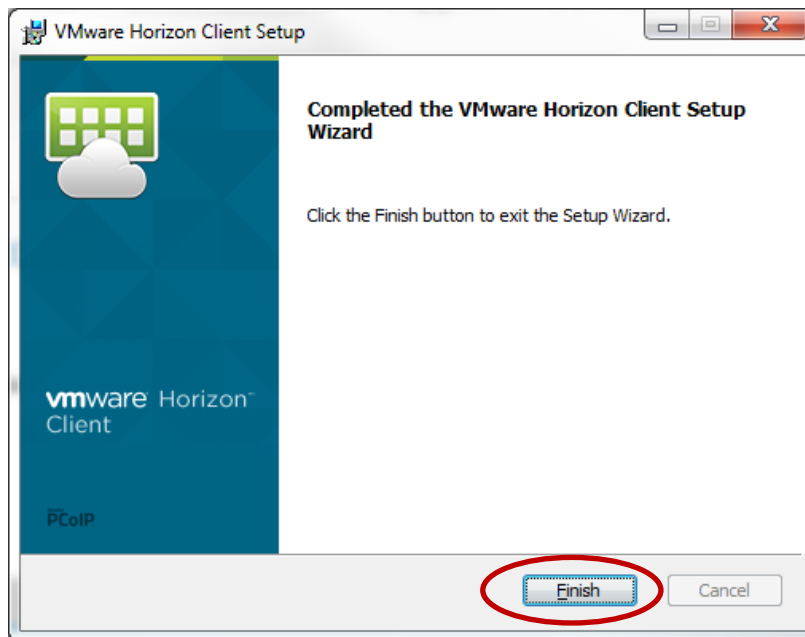 VMware Horizon Client Setup
Completed the VMware Horizon Client Setup
Wizard
Click the Finish button to exit the Setup Wizard.
vmware Horizon™
Client
PCoIP
Finish
Cancel